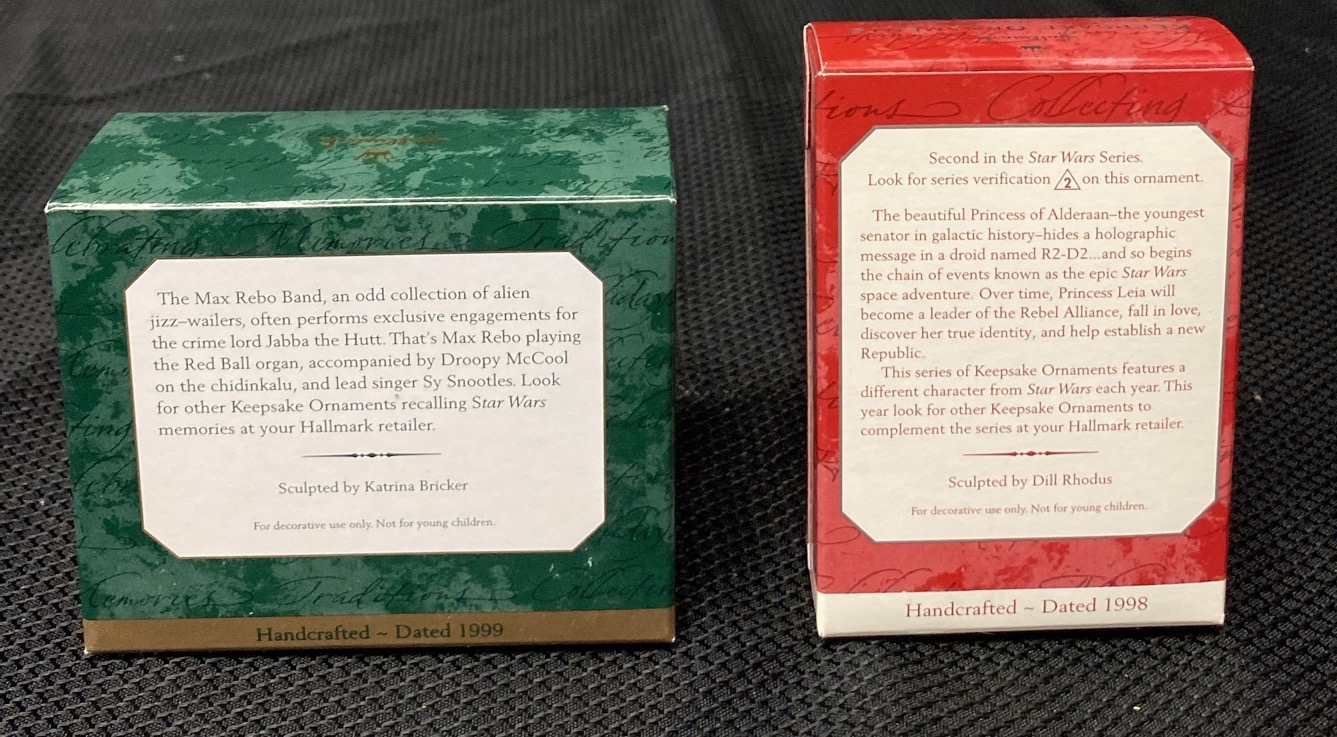 Celebrating Memories Tradition
The Max Rebo Band, an odd collection of alien
jizz–wailers, often performs exclusive engagements for
the crime lord Jabba the Hutt. That's Max Rebo playing
the Red Ball organ, accompanied by Droopy McCool
on the chidinkalu, and lead singer Sy Snootles. Look
for other Keepsake Ornaments recalling Star Wars
memories at your Hallmark retailer.
Sculpted by Katrina Bricker
For decorative use only. Not for young children.
Memories Traditions Collecti
Handcrafted ~ Dated 1999
tions Collecting
Second in the Star Wars Series.
Look for series verification 2 on this ornament.
The beautiful Princess of Alderaan–the youngest
senator in galactic history–hides a holographic
message in a droid named R2-D2...and so begins
the chain of events known as the epic Star Wars
space adventure. Over time, Princess Leia will
become a leader of the Rebel Alliance, fall in love,
discover her true identity, and help establish a new
Republic.
This series of Keepsake Ornaments features a
different character from Star Wars each year. This
year look for other Keepsake Ornaments to
complement the series at your Hallmark retailer.
Sculpted by Dill Rhodus
For decorative use only. Not for young children.
Handcrafted ~ Dated 1998